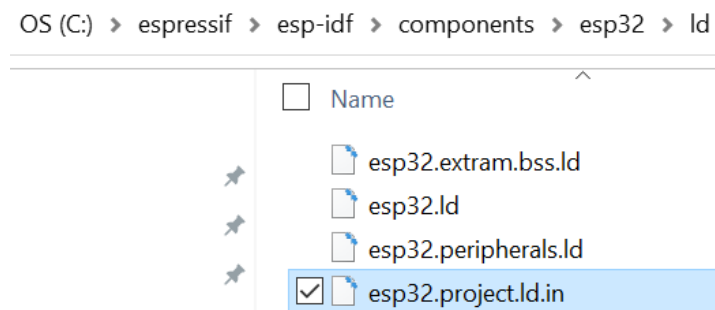 OS (C:) > espressif > esp-idf > components > esp32 > ld
Name
esp32.extram.bss.ld
esp32.ld
esp32.peripherals.ld
esp32.project.ld.in